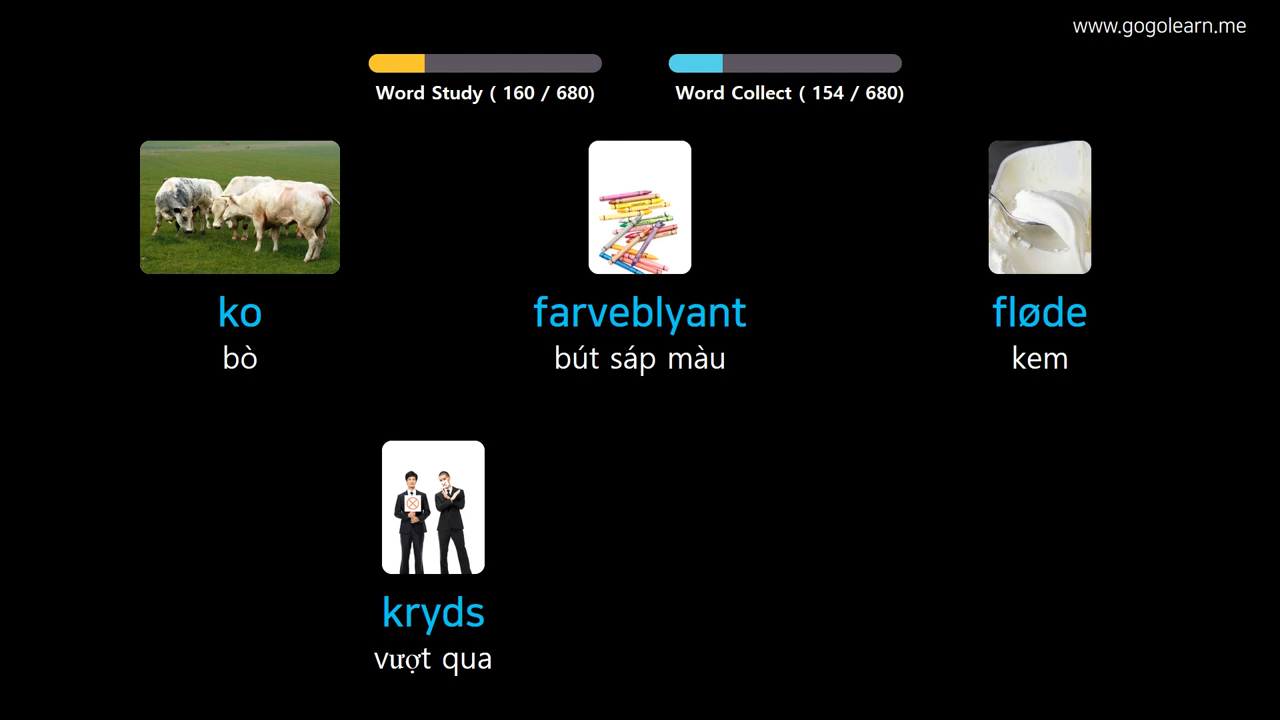 www.gogolearn.me
Word Study ( 160 / 680)
Word Collect ( 154 / 680)
ko
bò
farveblyant
bút sáp màu
fløde
kem
kryds
vượt qua